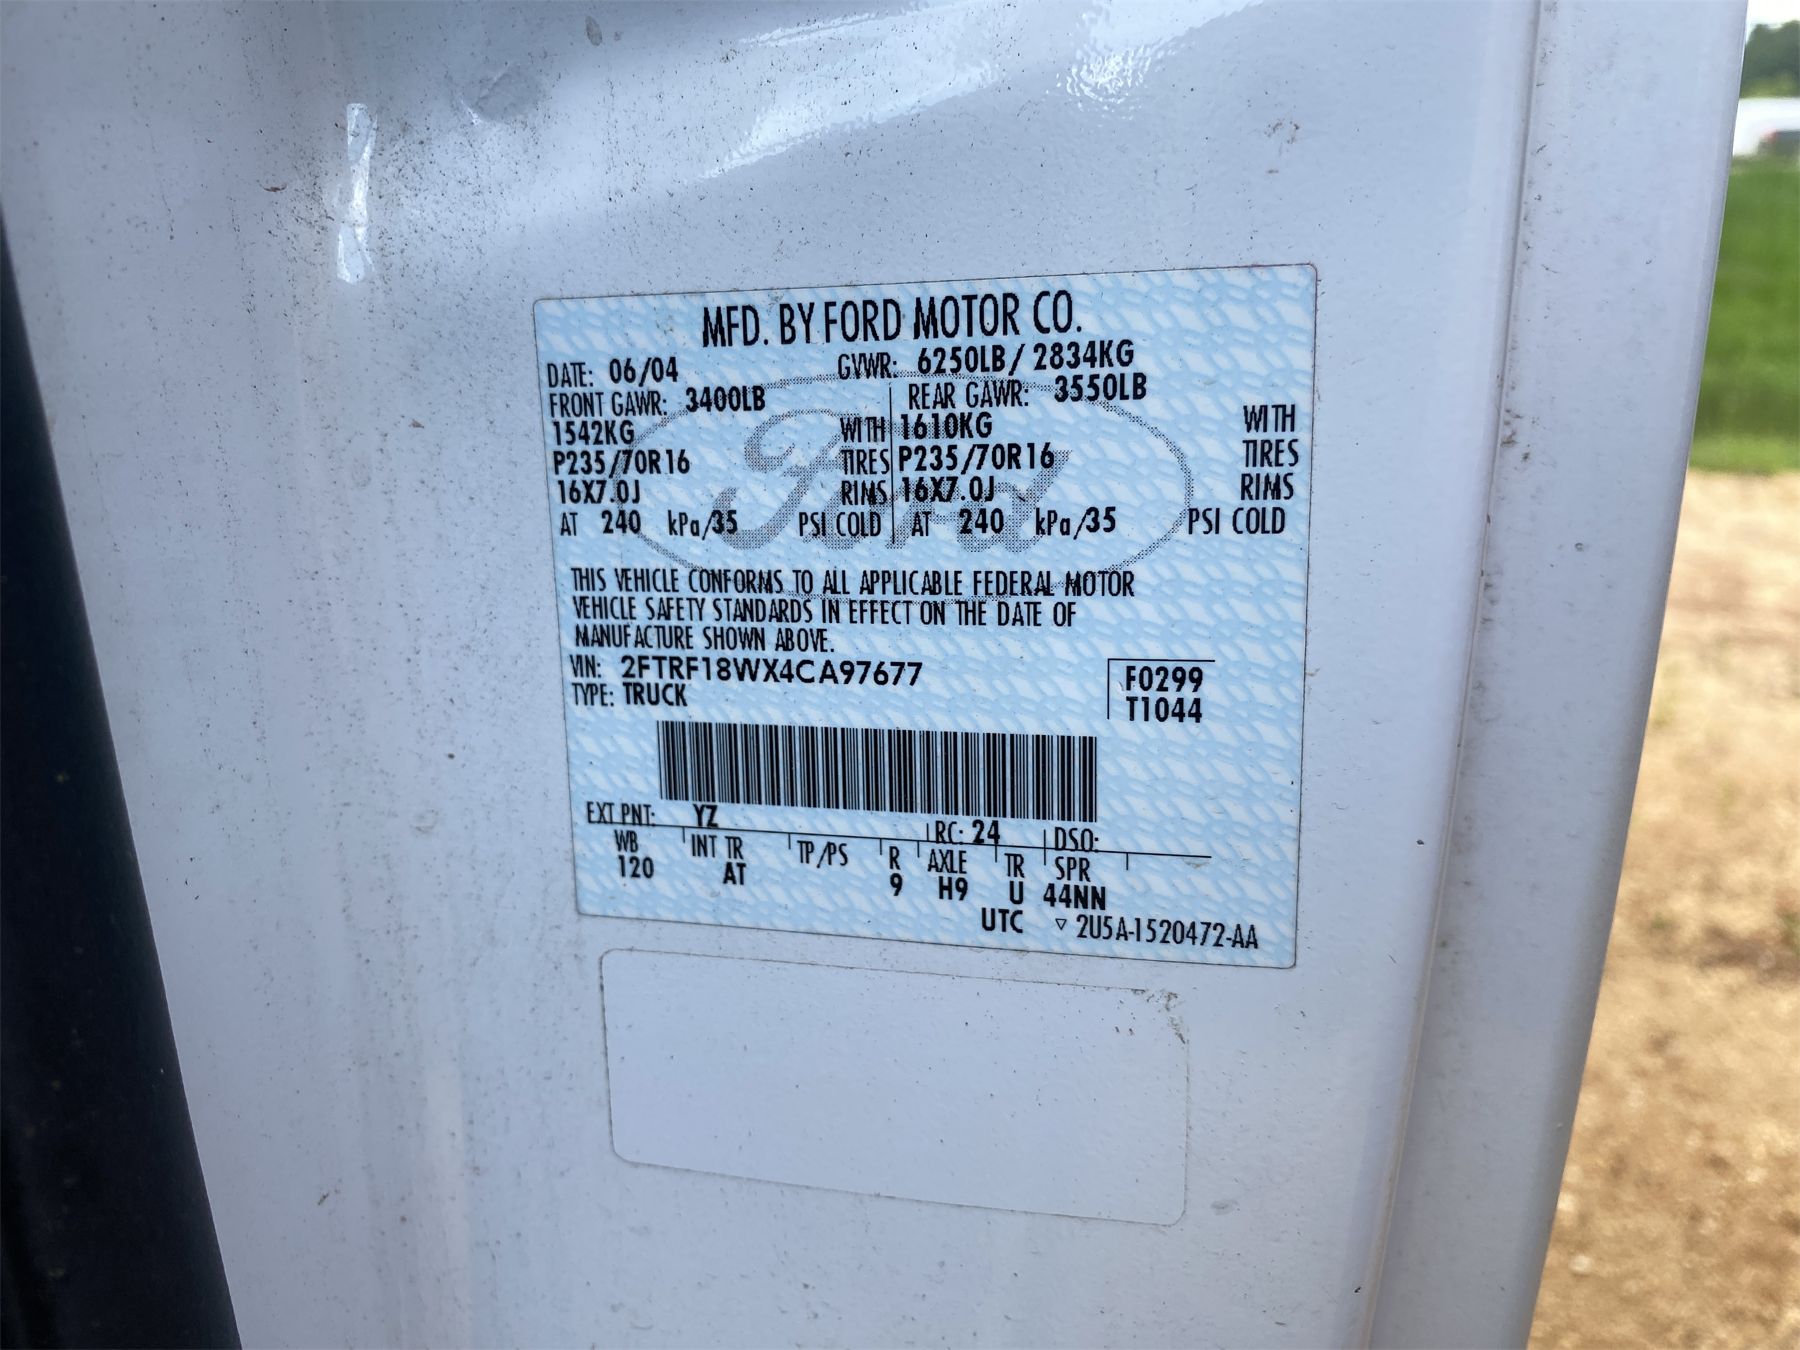 MFD. BY FORD MOTOR CO.
DATE: 06/04 GVWR: 6250LB/ 2834KG
FRONT GAWR: 3400LB REAR GAWR: 3550LB
1542KG WITH 1610KG WITH
P235/70R16 TIRES P235/70R16 TIRES
16X7.0J RIMS 16X7.0J RIMS
AT 240 kPa/35 PSI COLD AT 240 kPa/35 PSI COLD
Ford
THIS VEHICLE CONFORMS TO ALL APPLICABLE FEDERAL MOTOR
VEHICLE SAFETY STANDARDS IN EFFECT ON THE DATE OF
MANUFACTURE SHOWN ABOVE.
VIN: 2FTRF18WX4CA97677 F0299
TYPE: TRUCK T1044
EXT PNT: YZ RC: 24 DSO:
WB INT TR TP/PS R AXLE TR SPR
120 AT 9 H9 U 44NN
UTC ▽ 2U5A-1520472-AA